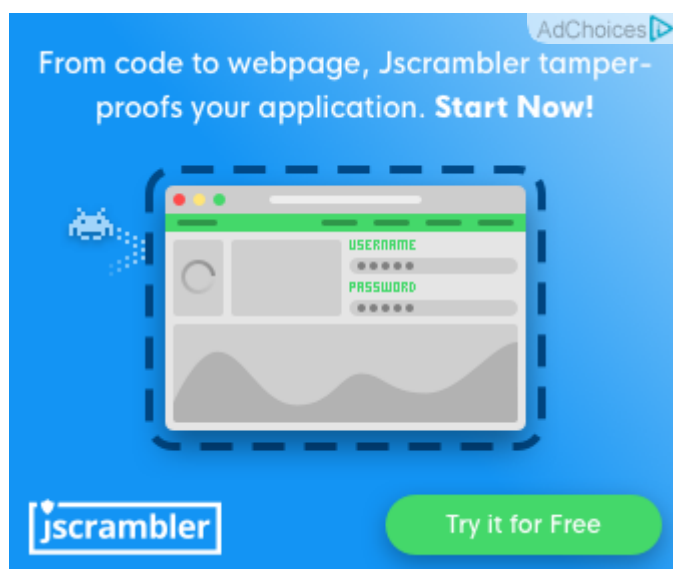 AdChoices
From code to webpage, Jscrambler tamper-
proofs your application. Start Now!
USERNAME
PASSWORD
jscrambler
Try it for Free